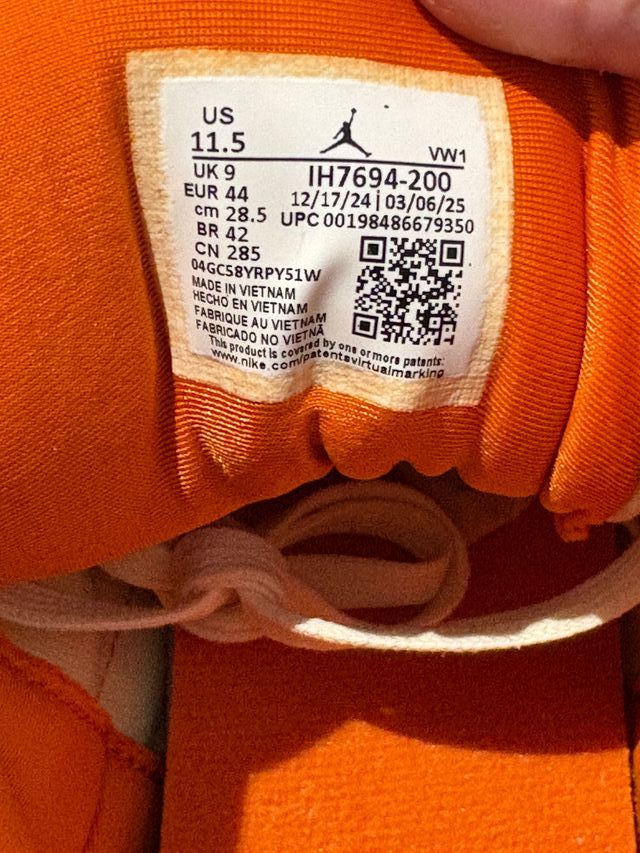 US
11.5
VW1
UK 9
IH7694-200
EUR 44
12/17/24 | 03/06/25
cm 28.5
UPC 00198486679350
BR 42
CN 285
04GC58YRPY51W
MADE IN VIETNAM
HECHO EN VIETNAM
FABRIQUE AU VIETNAM
FABRICADO NO VIETNÃ
This product is covered by one or more patents:
www.nike.com/patentsvirtualmarking